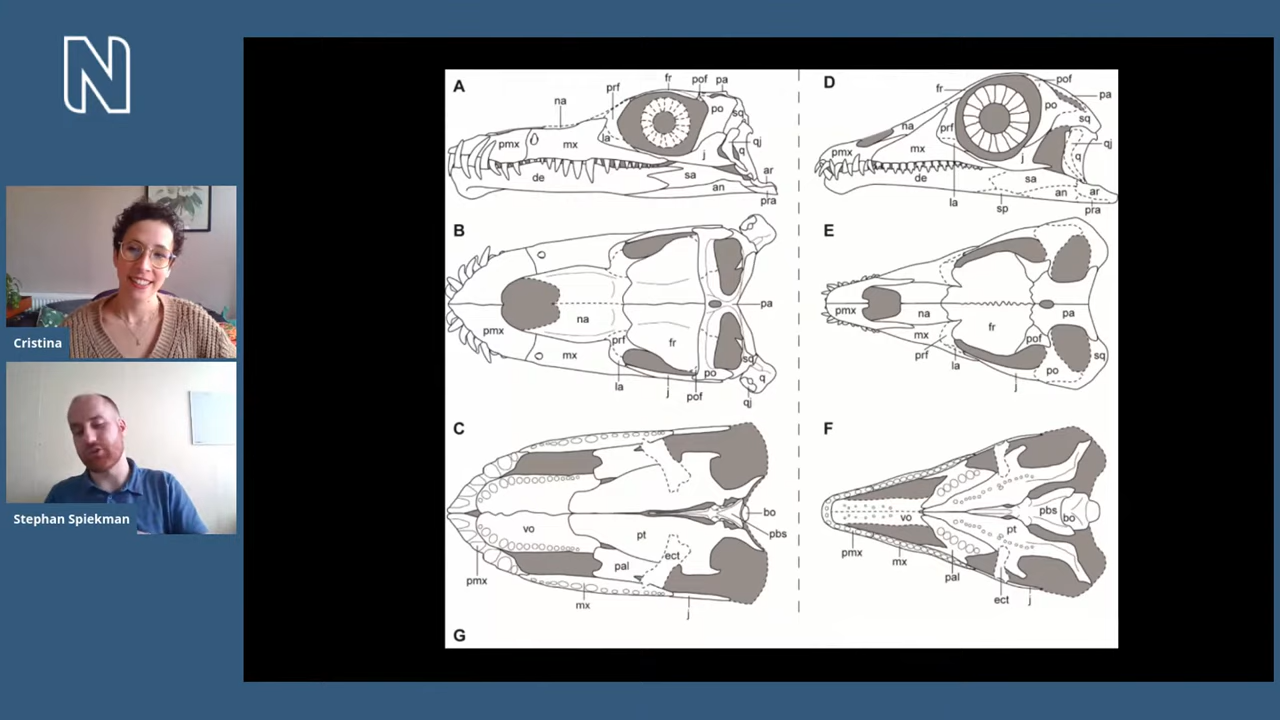 N
Cristina
Stephan Spiekman
A
na
prf
fr
pof
pa
po
sq
pmx
mx
la
qj
q
j
de
sa
an
ar
pra
B
pmx
na
mx
prf
fr
la
j
pof
po
sq
q
qj
pa
C
vo
pt
pal
ect
bo
pbs
pmx
mx
j
G
D
fr
pof
pa
po
sq
na
prf
pmx
mx
qj
q
j
de
sa
an
ar
la
sp
pra
E
pmx
na
mx
fr
pa
prf
la
pof
po
sq
j
F
vo
pbs
bo
pt
pmx
mx
pal
ect
j